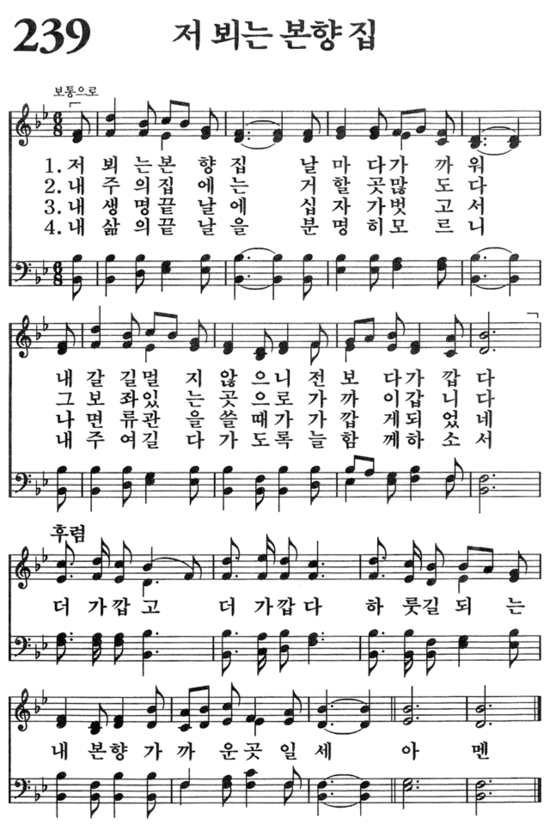 239 저 뵈는 본향 집
보통으로
1. 저 뵈 는 본 향 집 날 마 다 가 까 워
2. 내 주 의 집 에 는 거 할 곳 많 도 다
3. 내 생 명 끝 날 에 십 자 가 벗 고 서
4. 내 삶 의 끝 날 을 분 명 히 모 르 니
내 갈 길 멀 지 않 으 니 전 보 다 가 깝 다
그 보 좌 있 는 곳 으 로 가 까 이 갑 니 다
나 면 류 관 을 쓸 때 가 가 깝 게 되 었 네
내 주 여 길 다 가 도 록 늘 함 께 하 소 서
후렴
더 가 깝 고 더 가 깝 다 하 룻 길 되 는
내 본 향 가 까 운 곳 일 세 아 멘